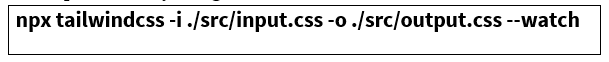 npx tailwindcss -i ./src/input.css -o ./src/output.css --watch